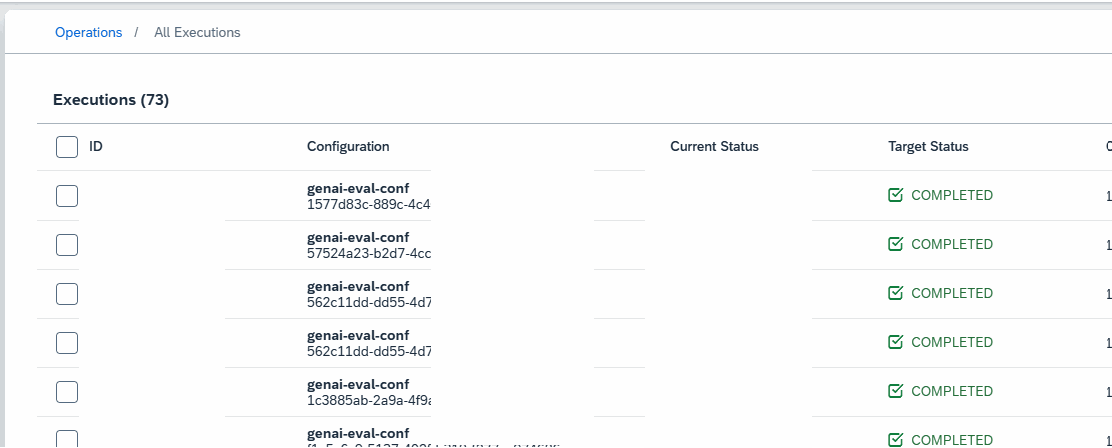 Operations / All Executions
Executions (73)
ID Configuration Current Status Target Status
genai-eval-conf
1577d83c-889c-4c4
COMPLETED
genai-eval-conf
57524a23-b2d7-4cc
COMPLETED
genai-eval-conf
562c11dd-dd55-4d7
COMPLETED
genai-eval-conf
562c11dd-dd55-4d7
COMPLETED
genai-eval-conf
1c3885ab-2a9a-4f9
COMPLETED
genai-eval-conf
COMPLETED